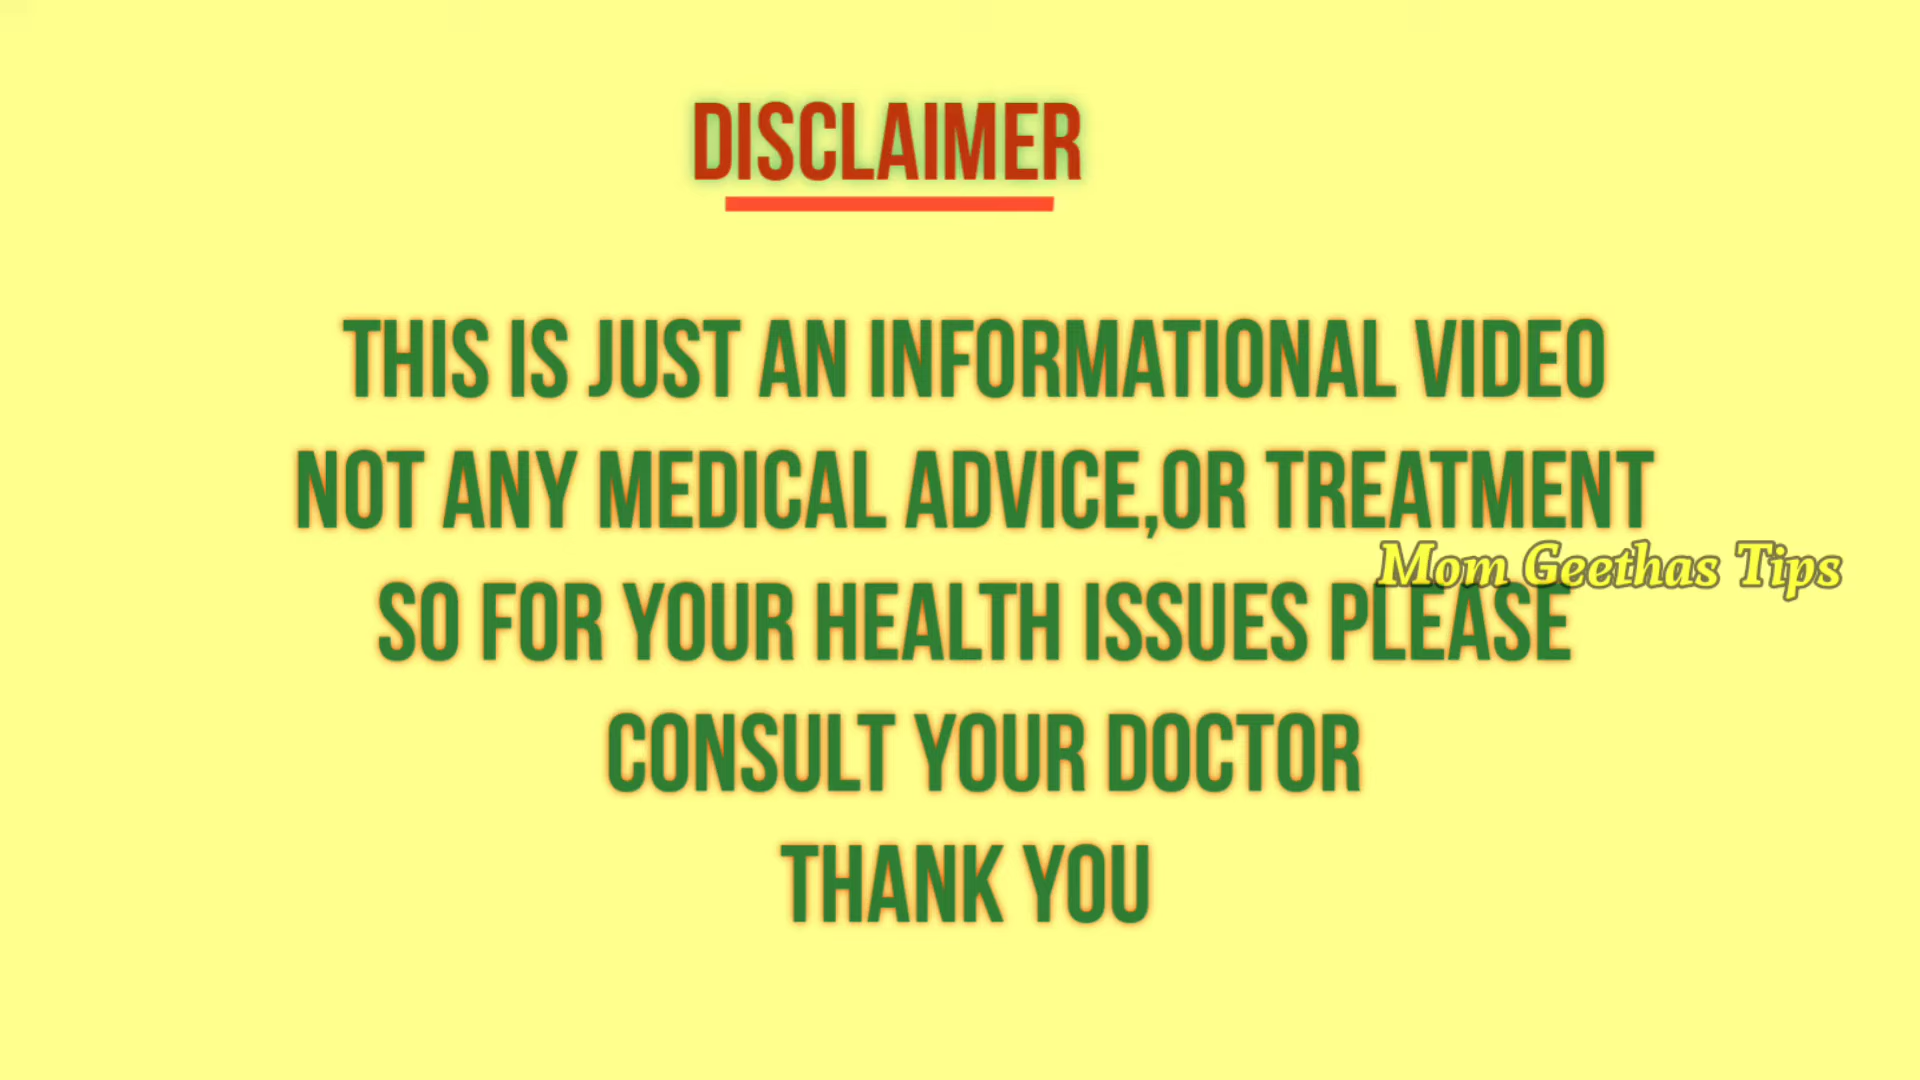 DISCLAIMER
THIS IS JUST AN INFORMATIONAL VIDEO
NOT ANY MEDICAL ADVICE,OR TREATMENT
Mom Geethas Tips
SO FOR YOUR HEALTH ISSUES PLEASE
CONSULT YOUR DOCTOR
THANK YOU